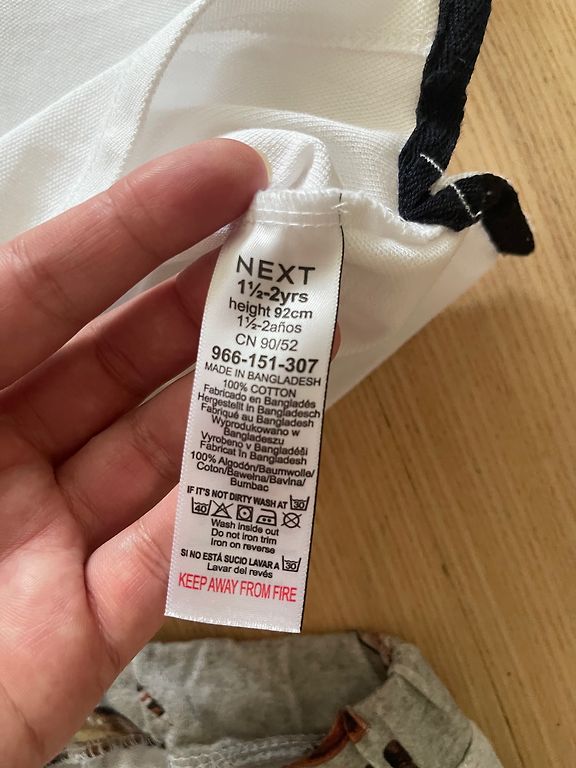 NEXT
1½-2yrs
height 92cm
1½-2años
CN 90/52
966-151-307
MADE IN BANGLADESH
100% COTTON
Fabricado en Bangladés
Hergestellt in Bangladesch
Fabriqué au Bangladesh
Wyprodukowano w
Bangladeszu
Vyrobeno v Bangladéši
Fabricat în Bangladesh
100% Algodón/Baumwolle/
Coton/Bawełna/Bavlna/
Bumbac
IF IT'S NOT DIRTY WASH AT 30
40
Wash inside out
Do not iron trim
Iron on reverse
SI NO ESTÁ SUCIO LAVAR A 30
Lavar del revés
KEEP AWAY FROM FIRE